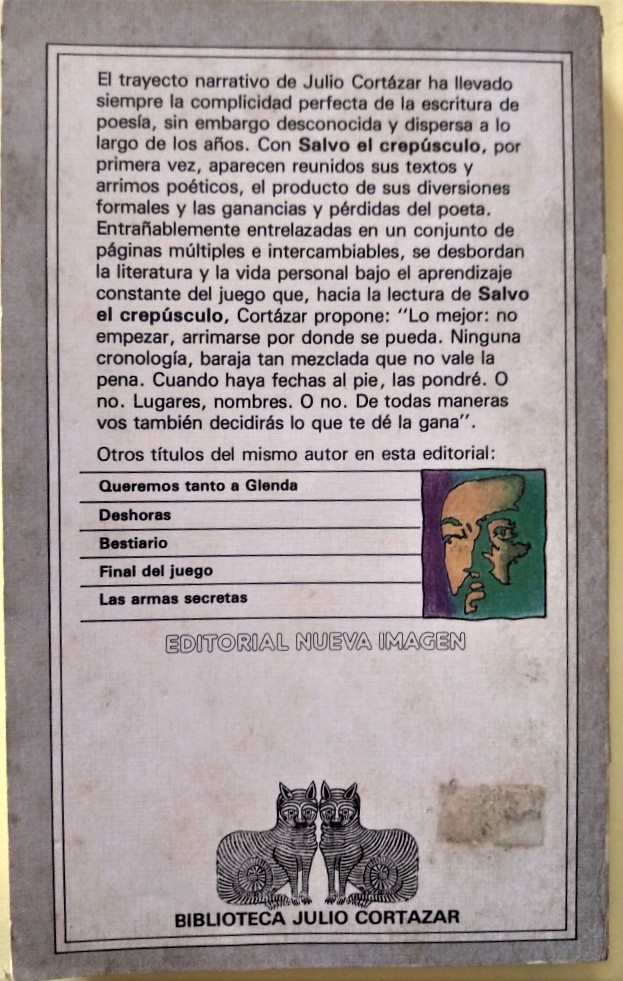 El trayecto narrativo de Julio Cortázar ha llevado
siempre la complicidad perfecta de la escritura de
poesía, sin embargo desconocida y dispersa a lo
largo de los años. Con Salvo el crepúsculo, por
primera vez, aparecen reunidos sus textos y
arrimos poéticos, el producto de sus diversiones
formales y las ganancias y pérdidas del poeta.
Entrañablemente entrelazadas en un conjunto de
páginas múltiples e intercambiables, se desbordan
la literatura y la vida personal bajo el aprendizaje
constante del juego que, hacia la lectura de Salvo
el crepúsculo, Cortázar propone: "Lo mejor: no
empezar, arrimarse por donde se pueda. Ninguna
cronología, baraja tan mezclada que no vale la
pena. Cuando haya fechas al pie, las pondré. O
no. Lugares, nombres. O no. De todas maneras
vos también decidirás lo que te dé la gana".
Otros títulos del mismo autor en esta editorial:
Queremos tanto a Glenda
Deshoras
Bestiario
Final del juego
Las armas secretas
EDITORIAL NUEVA IMAGEN
BIBLIOTECA JULIO CORTAZAR